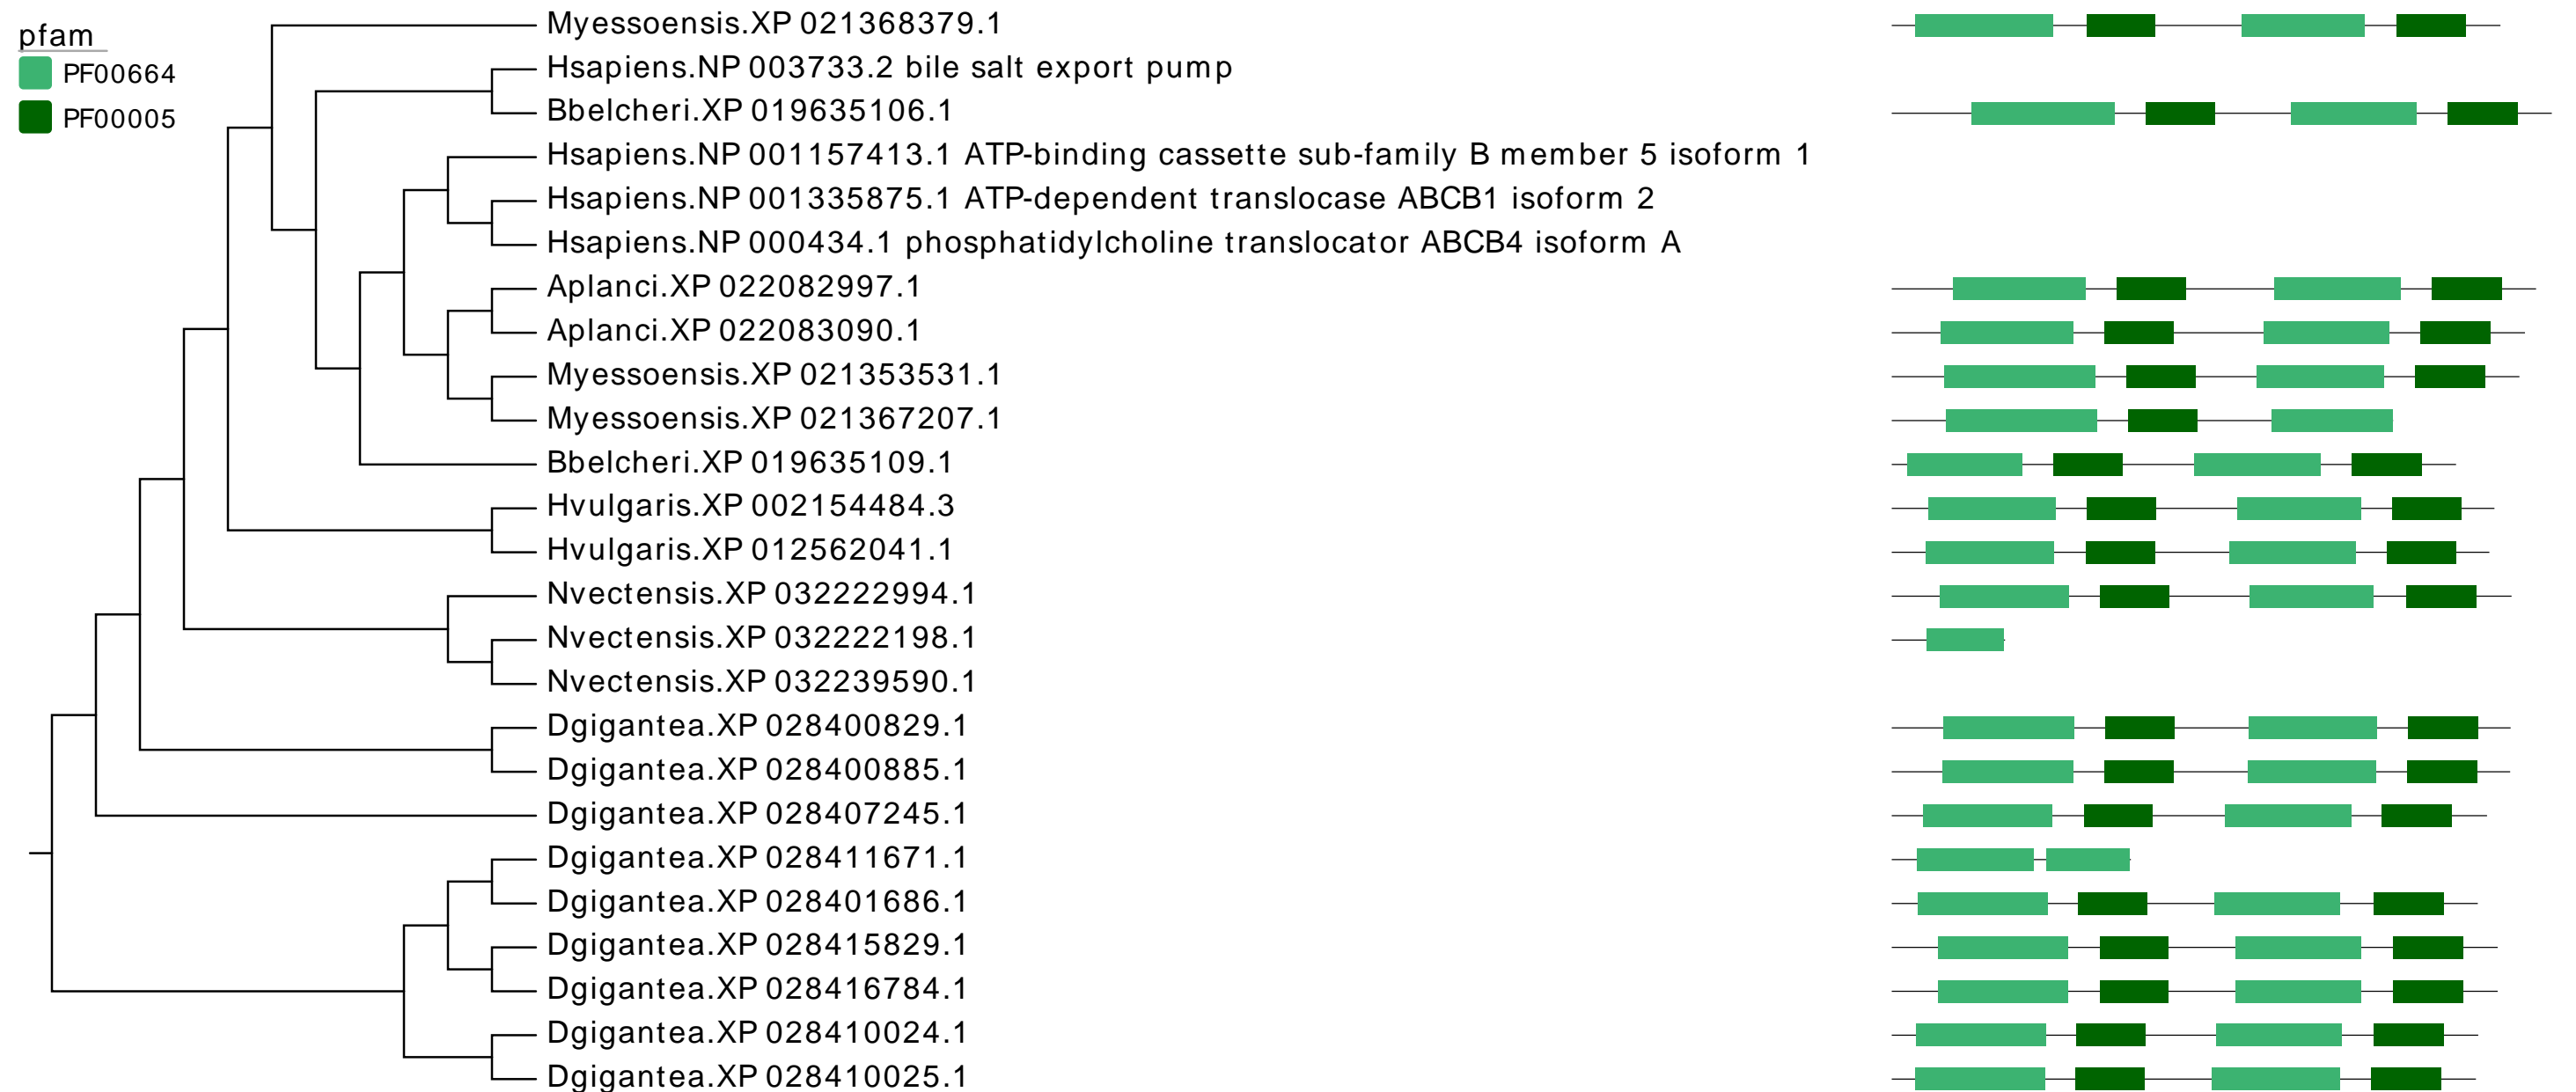 pfam
PF00664
PF00005
Myessoensis.XP 021368379.1
Hsapiens.NP 003733.2 bile salt export pump
Bbelcheri.XP 019635106.1
Hsapiens.NP 001157413.1 ATP-binding cassette sub-family B member 5 isoform 1
Hsapiens.NP 001335875.1 ATP-dependent translocase ABCB1 isoform 2
Hsapiens.NP 000434.1 phosphatidylcholine translocator ABCB4 isoform A
Aplanci.XP 022082997.1
Aplanci.XP 022083090.1
Myessoensis.XP 021353531.1
Myessoensis.XP 021367207.1
Bbelcheri.XP 019635109.1
Hvulgaris.XP 002154484.3
Hvulgaris.XP 012562041.1
Nvectensis.XP 032222994.1
Nvectensis.XP 032222198.1
Nvectensis.XP 032239590.1
Dgigantea.XP 028400829.1
Dgigantea.XP 028400885.1
Dgigantea.XP 028407245.1
Dgigantea.XP 028411671.1
Dgigantea.XP 028401686.1
Dgigantea.XP 028415829.1
Dgigantea.XP 028416784.1
Dgigantea.XP 028410024.1
Dgigantea.XP 028410025.1